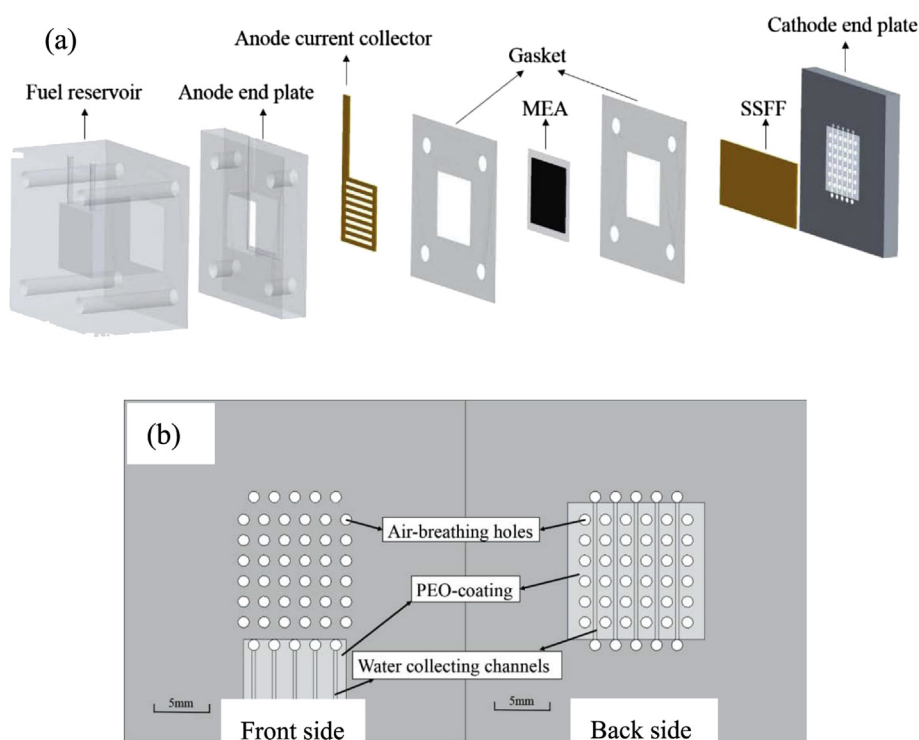 (a)
Anode current collector
Cathode end plate
Gasket
Fuel reservoir
Anode end plate
MEA
SSFF
(b)
Air-breathing holes
PEO-coating
Water collecting channels
5mm
5mm
Front side
Back side